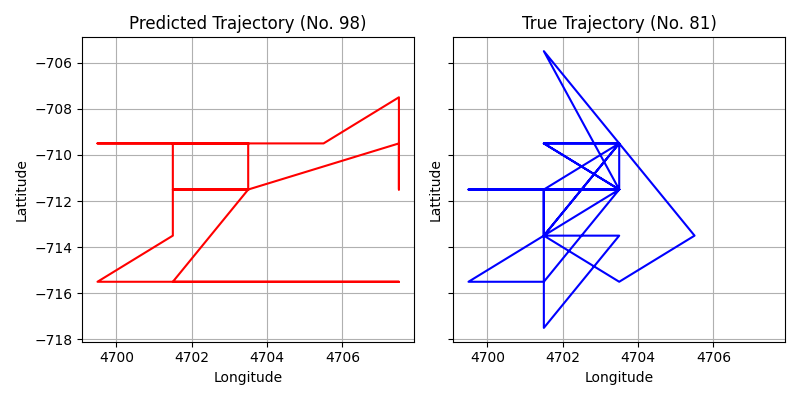 Predicted Trajectory (No. 98)
True Trajectory (No. 81)
Lattitude
−706
−708
−710
−712
−714
−716
−718
4700
4702
4704
4706
Longitude
Lattitude
4700
4702
4704
4706
Longitude